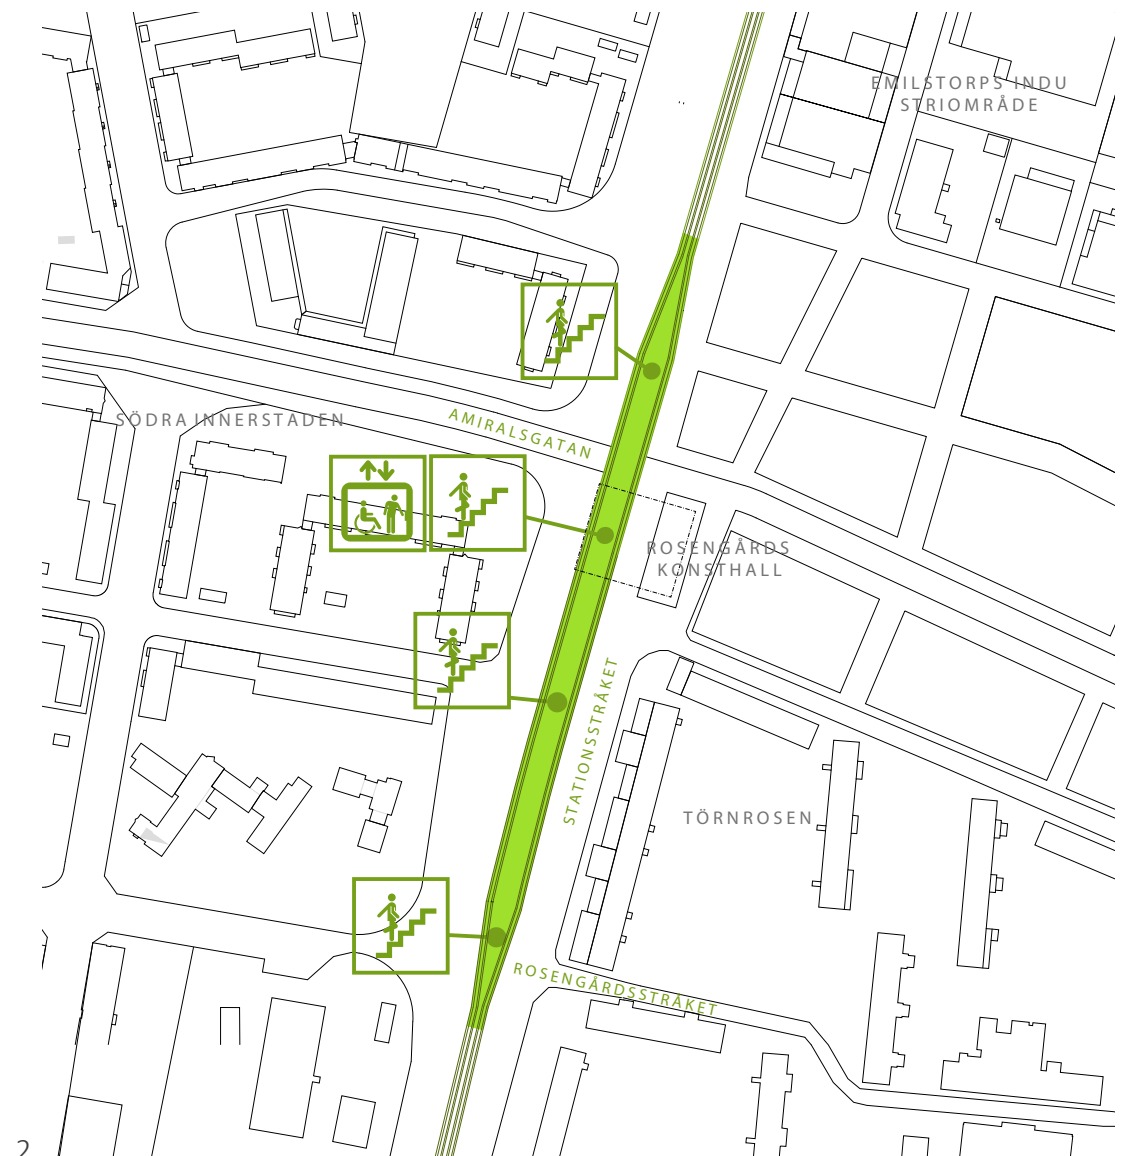 EMILSTORPS INDU
STRIOMRÅDE
SÖDRA INNERSTADEN
AMIRALSGATAN
ROSENGÅRDS
KONSTHALL
STATIONSSTRÅKET
TÖRNROSEN
ROSENGÅRDSSTRÅKET
2